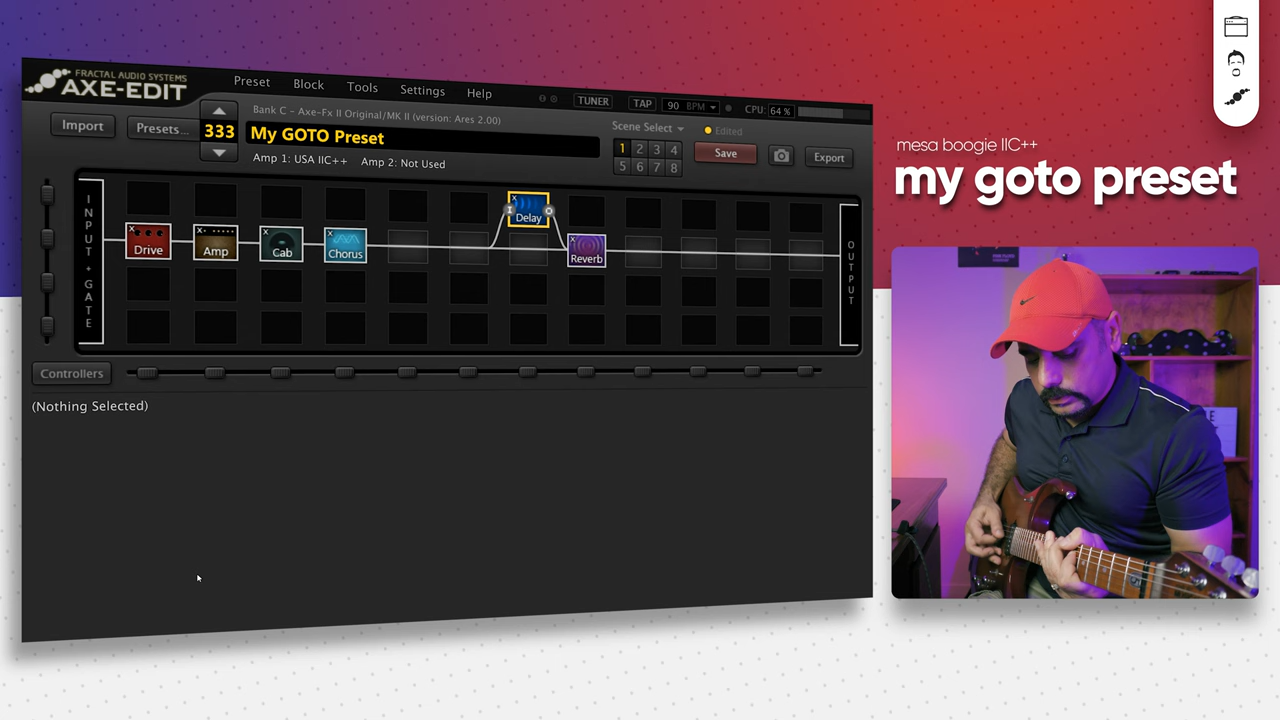 FRACTAL AUDIO SYSTEMS
AXE-EDIT
Preset Block Tools Settings Help
TUNER TAP 90 BPM CPU: 64 %
Import Presets... 333
Bank C - Axe-Fx II Original/MK II (version: Ares 2.00)
My GOTO Preset
Amp 1: USA IIC++ Amp 2: Not Used
Scene Select
1 2 3 4
5 6 7 8
Edited
Save Export
INPUT + GATE
X Drive
X Amp
X Cab
X Chorus
X I Delay O
X Reverb
OUTPUT
Controllers
(Nothing Selected)
mesa boogie IIC++
my goto preset